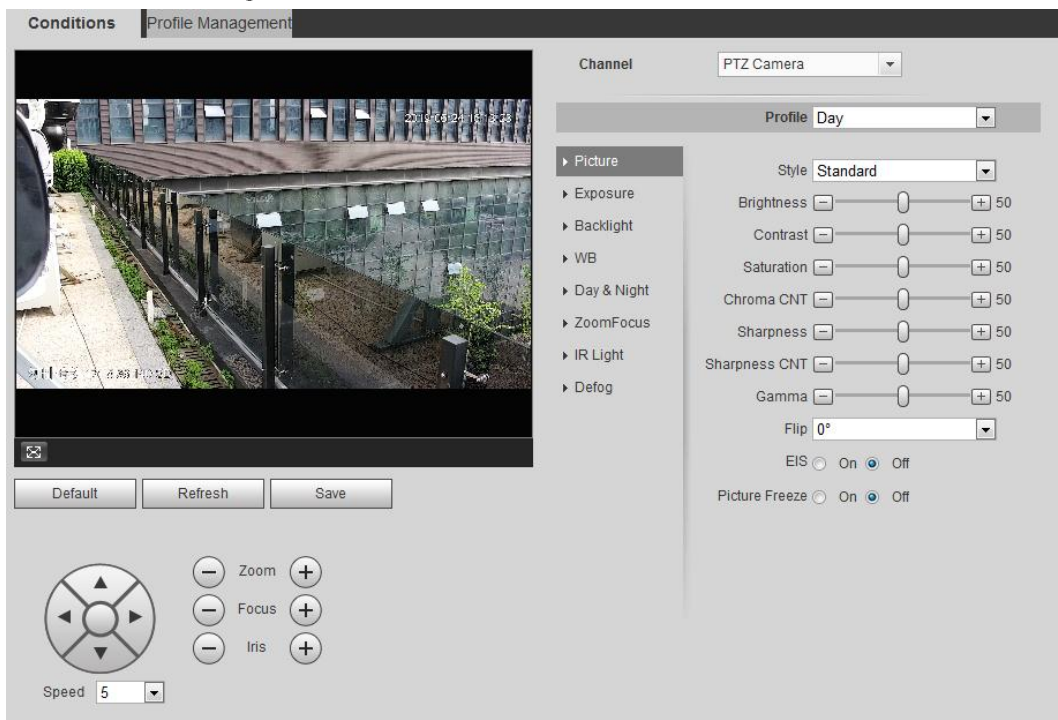 Conditions
Profile Management
Channel PTZ Camera
Profile Day
Picture
Exposure
Backlight
WB
Day & Night
ZoomFocus
IR Light
Defog
Style Standard
Brightness 50
Contrast 50
Saturation 50
Chroma CNT 50
Sharpness 50
Sharpness CNT 50
Gamma 50
Flip 0°
EIS On Off
Picture Freeze On Off
Default Refresh Save
Zoom
Focus
Iris
Speed 5